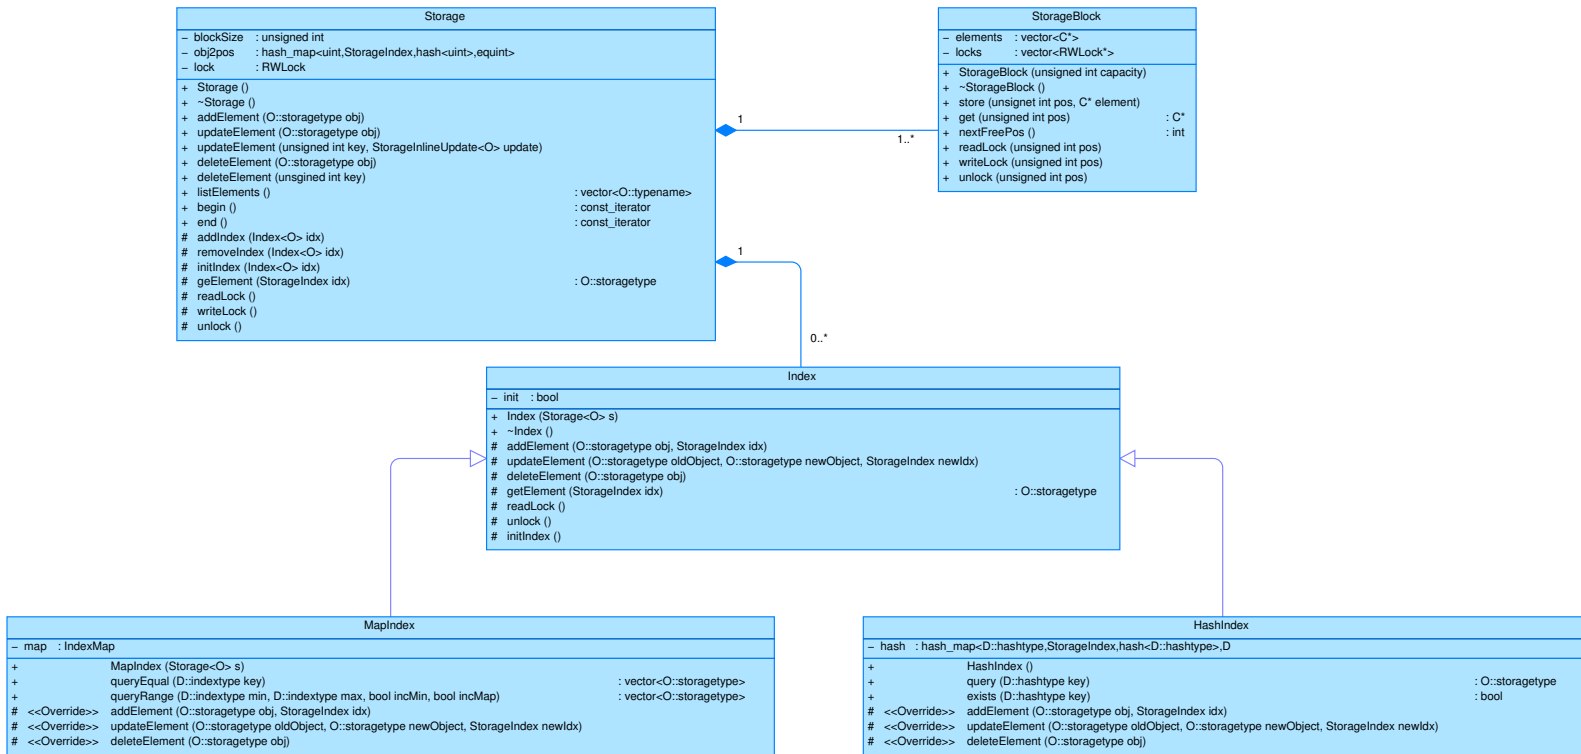 Storage
− blockSize : unsigned int
− obj2pos : hash_map<uint,StorageIndex,hash<uint>,equint>
− lock : RWLock
+ Storage ()
+ ~Storage ()
+ addElement (O::storagetype obj)
+ updateElement (O::storagetype obj)
+ updateElement (unsigned int key, StorageInlineUpdate<O> update)
+ deleteElement (O::storagetype obj)
+ deleteElement (unsgined int key)
+ listElements () : vector<O::typename>
+ begin () : const_iterator
+ end () : const_iterator
# addIndex (Index<O> idx)
# removeIndex (Index<O> idx)
# initIndex (Index<O> idx)
# geElement (StorageIndex idx) : O::storagetype
# readLock ()
# writeLock ()
# unlock ()
1
1..*
StorageBlock
− elements : vector<C*>
− locks : vector<RWLock*>
+ StorageBlock (unsigned int capacity)
+ ~StorageBlock ()
+ store (unsignet int pos, C* element)
+ get (unsigned int pos) : C*
+ nextFreePos () : int
+ readLock (unsigned int pos)
+ writeLock (unsigned int pos)
+ unlock (unsigned int pos)
1
0..*
Index
− init : bool
+ Index (Storage<O> s)
+ ~Index ()
# addElement (O::storagetype obj, StorageIndex idx)
# updateElement (O::storagetype oldObject, O::storagetype newObject, StorageIndex newIdx)
# deleteElement (O::storagetype obj)
# getElement (StorageIndex idx) : O::storagetype
# readLock ()
# unlock ()
# initIndex ()
MapIndex
− map : IndexMap
+ MapIndex (Storage<O> s)
+ queryEqual (D::indextype key) : vector<O::storagetype>
+ queryRange (D::indextype min, D::indextype max, bool incMin, bool incMap) : vector<O::storagetype>
# <<Override>> addElement (O::storagetype obj, StorageIndex idx)
# <<Override>> updateElement (O::storagetype oldObject, O::storagetype newObject, StorageIndex newIdx)
# <<Override>> deleteElement (O::storagetype obj)
HashIndex
− hash : hash_map<D::hashtype,StorageIndex,hash<D::hashtype>,D
+ HashIndex ()
+ query (D::hashtype key) : O::storagetype
+ exists (D::hashtype key) : bool
# <<Override>> addElement (O::storagetype obj, StorageIndex idx)
# <<Override>> updateElement (O::storagetype oldObject, O::storagetype newObject, StorageIndex newIdx)
# <<Override>> deleteElement (O::storagetype obj)